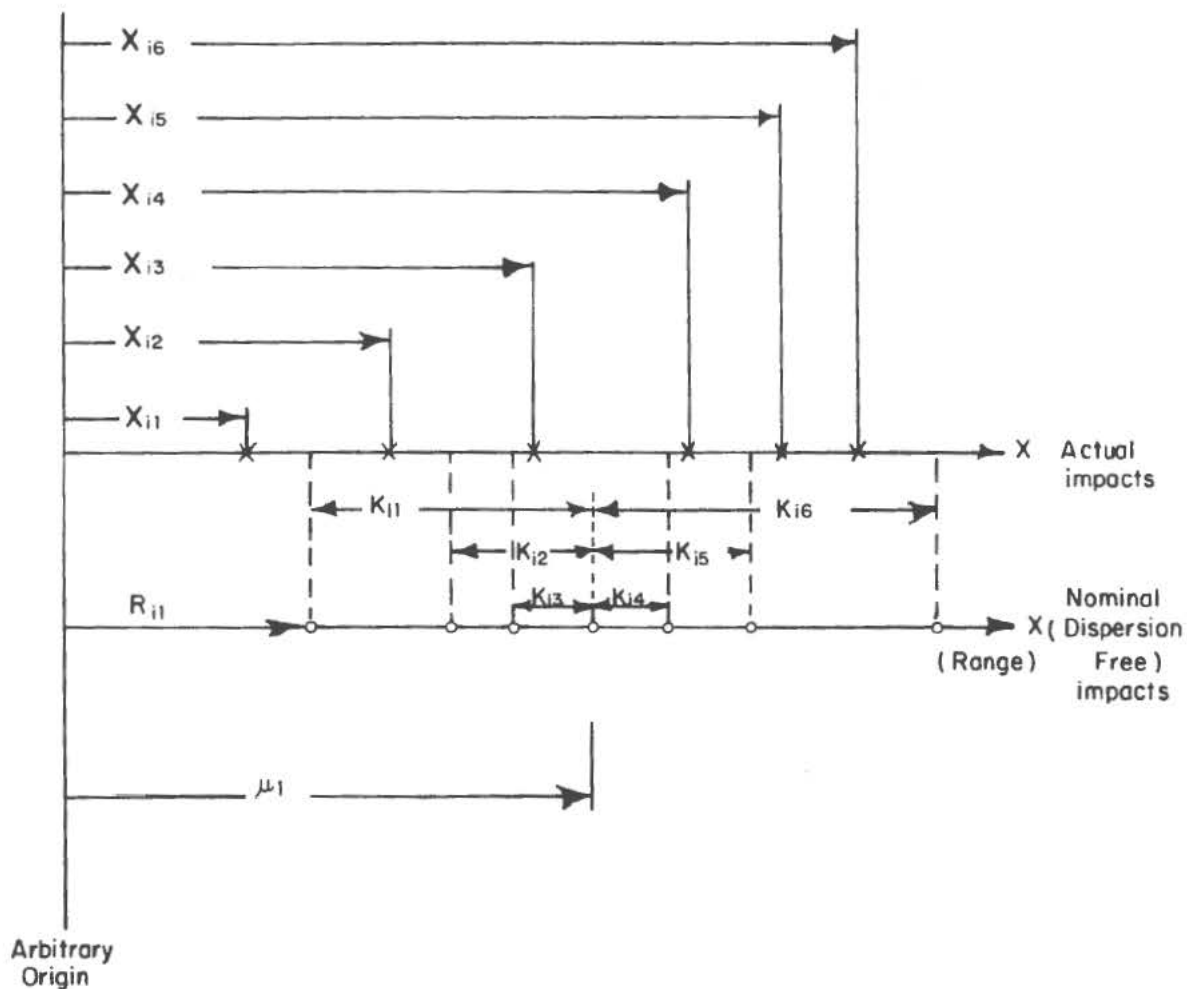 X i6
X i5
X i4
X i3
X i2
X i1
X Actual
impacts
K i1
K i6
K i2
K i5
K i3
K i4
R i1
Nominal
X ( Dispersion
( Range ) Free )
impacts
μ1
Arbitrary
Origin